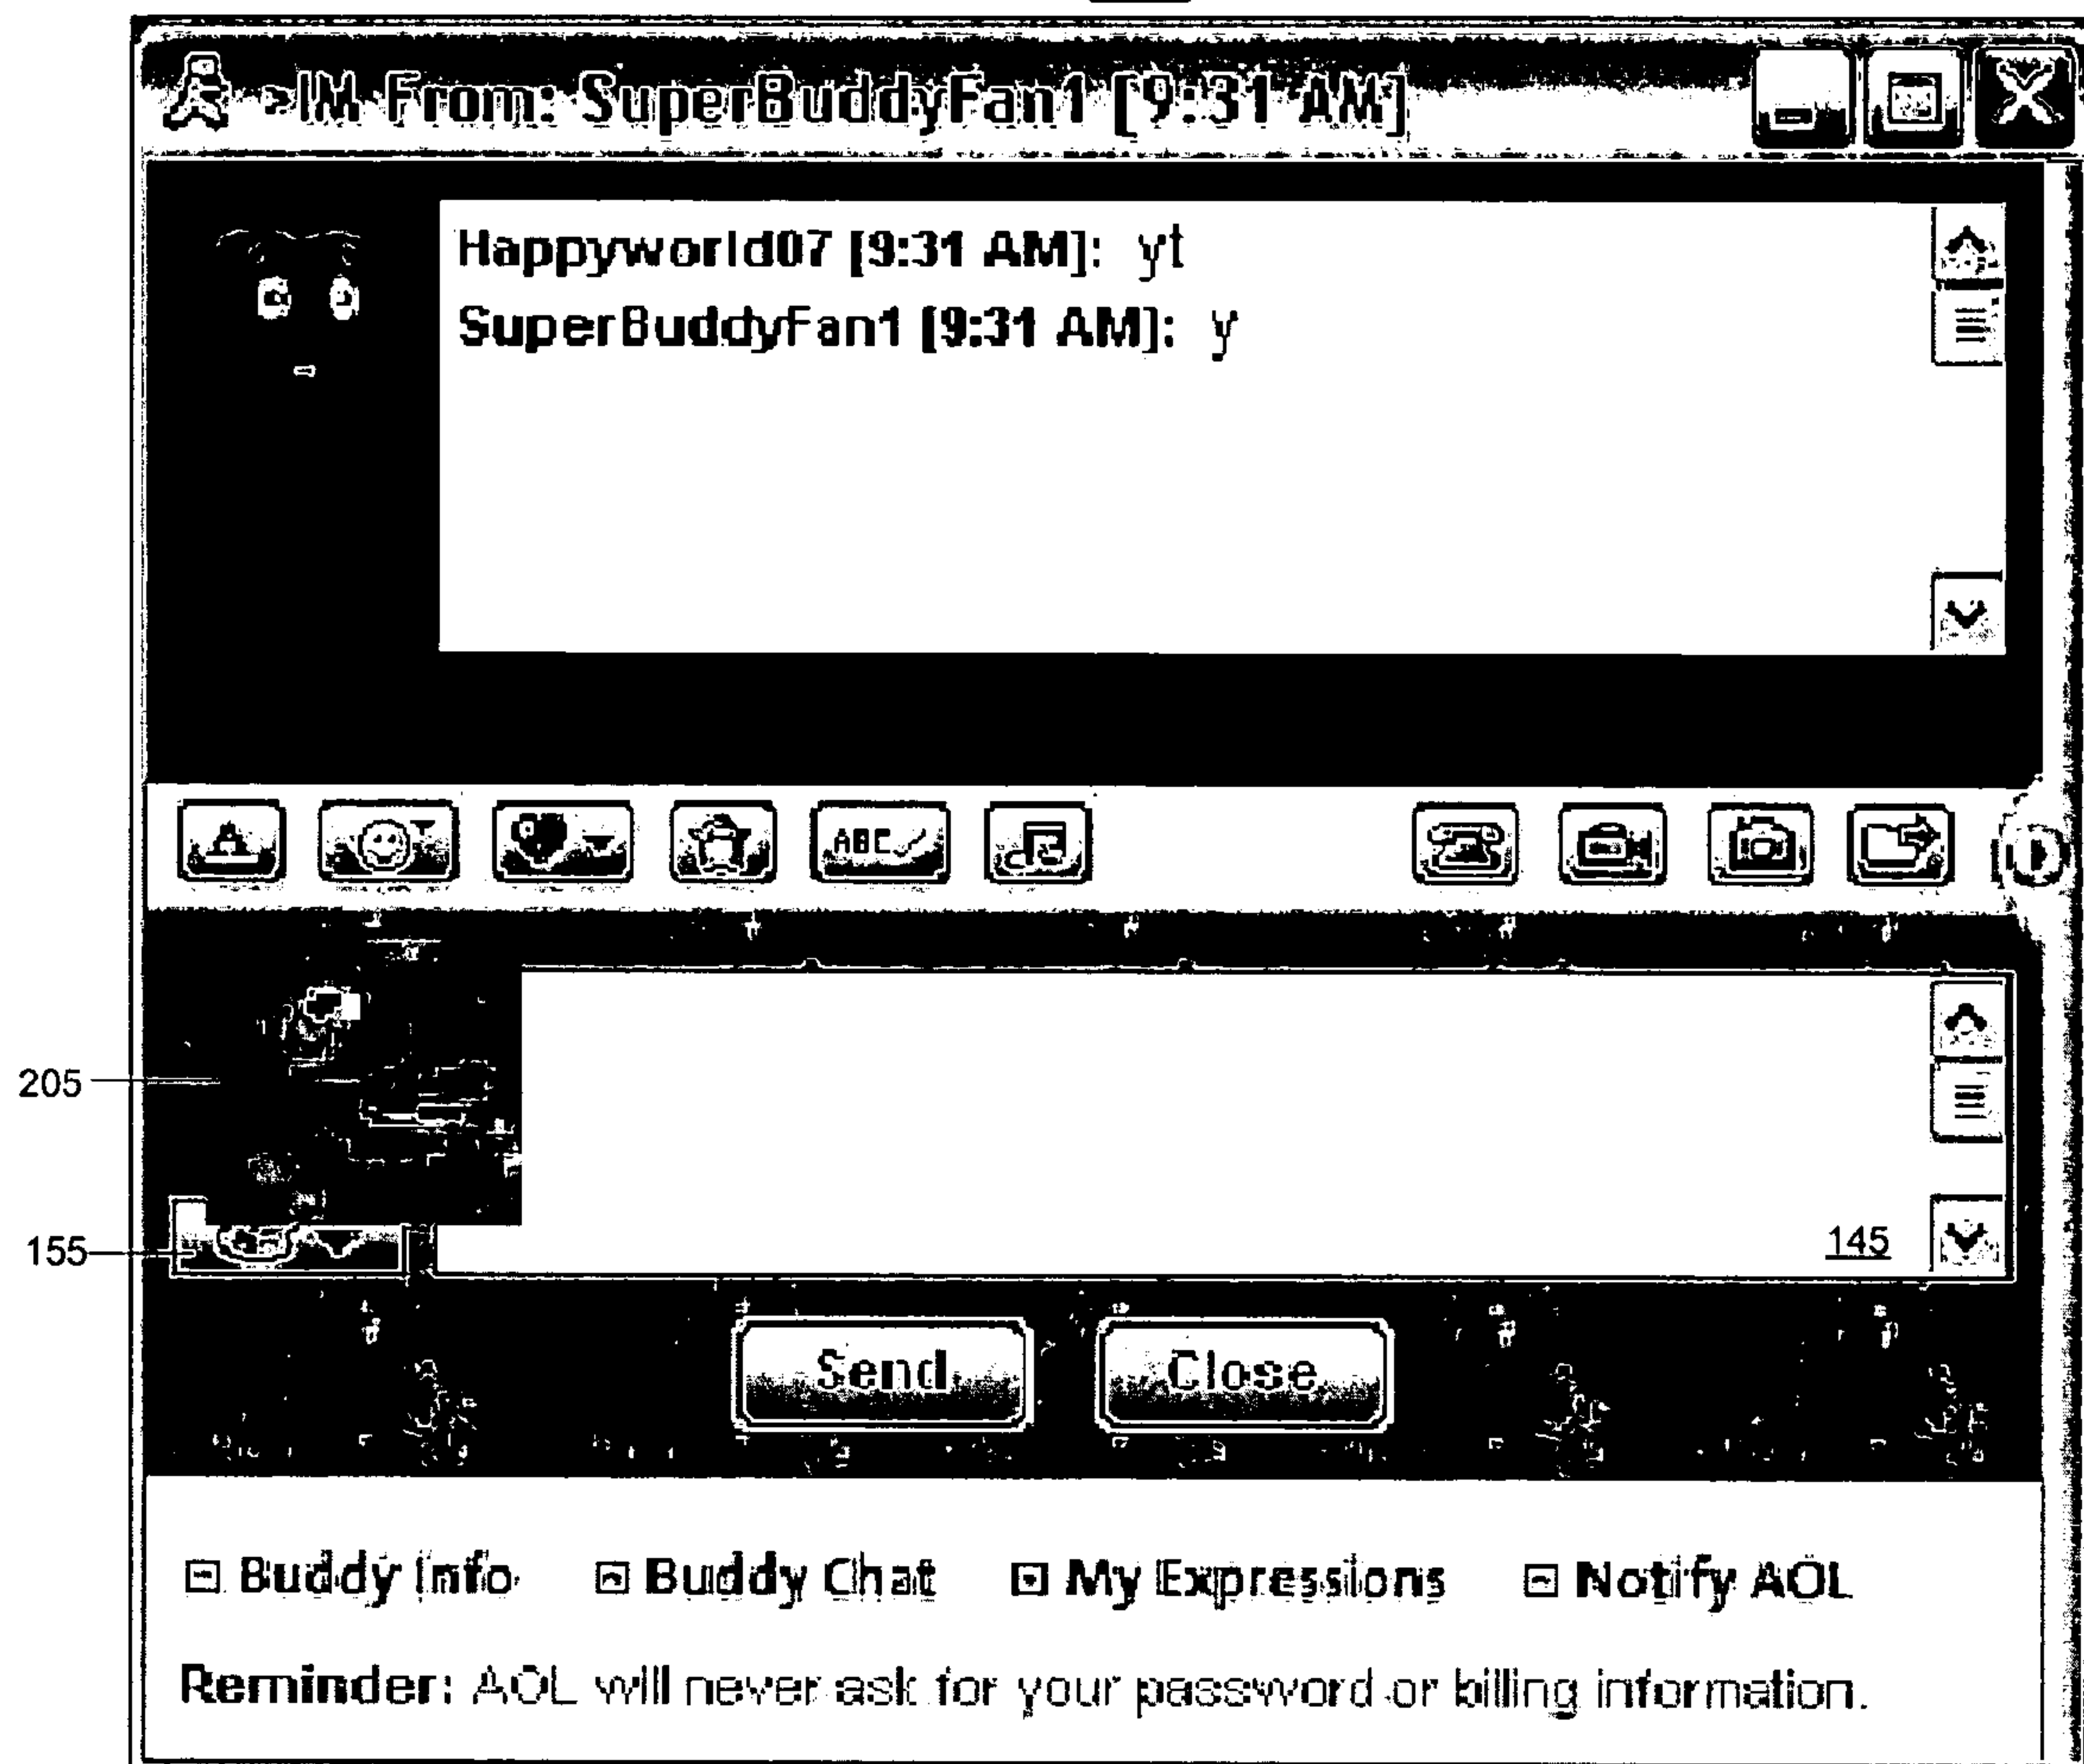 >IM From: SuperBuddyFan1 [9:31 AM]
Happyworld07 [9:31 AM]: yt
SuperBuddyFan1 [9:31 AM]: y
ABC
205
155
145
Send Close
Buddy Info Buddy Chat My Expressions Notify AOL
Reminder: AOL will never ask for your password or billing information.